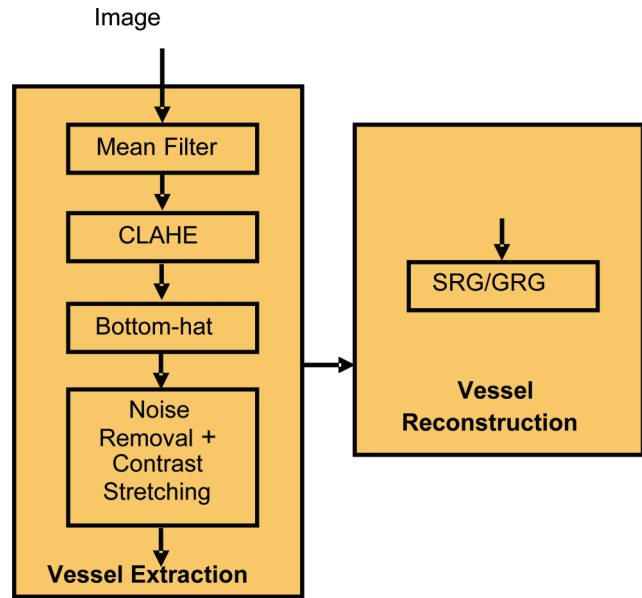 Image
Mean Filter
CLAHE
Bottom-hat
Noise
Removal +
Contrast
Stretching
Vessel Extraction
SRG/GRG
Vessel
Reconstruction